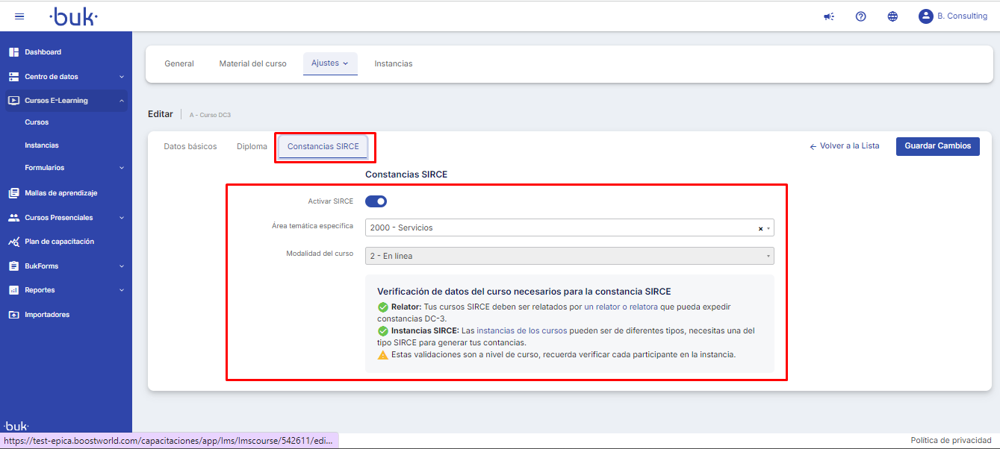 ·buk·
B. Consulting
Dashboard
Centro de datos
Cursos E-Learning
Cursos
Instancias
Formularios
Mallas de aprendizaje
Cursos Presenciales
Plan de capacitación
BukForms
Reportes
Importadores
·buk·
General
Material del curso
Ajustes
Instancias
Editar
A - Curso DC3
Datos básicos
Diploma
Constancias SIRCE
← Volver a la Lista
Guardar Cambios
Constancias SIRCE
Activar SIRCE
Área temática específica
2000 - Servicios
×
Modalidad del curso
2 - En línea
Verificación de datos del curso necesarios para la constancia SIRCE
Relator: Tus cursos SIRCE deben ser relatados por un relator o relatora que pueda expedir
constancias DC-3.
Instancias SIRCE: Las instancias de los cursos pueden ser de diferentes tipos, necesitas una del
tipo SIRCE para generar tus contancias.
Estas validaciones son a nivel de curso, recuerda verificar cada participante en la instancia.
https://test-epica.boostworld.com/capacitaciones/app/lms/lmscourse/542611/edi...
Política de privacidad